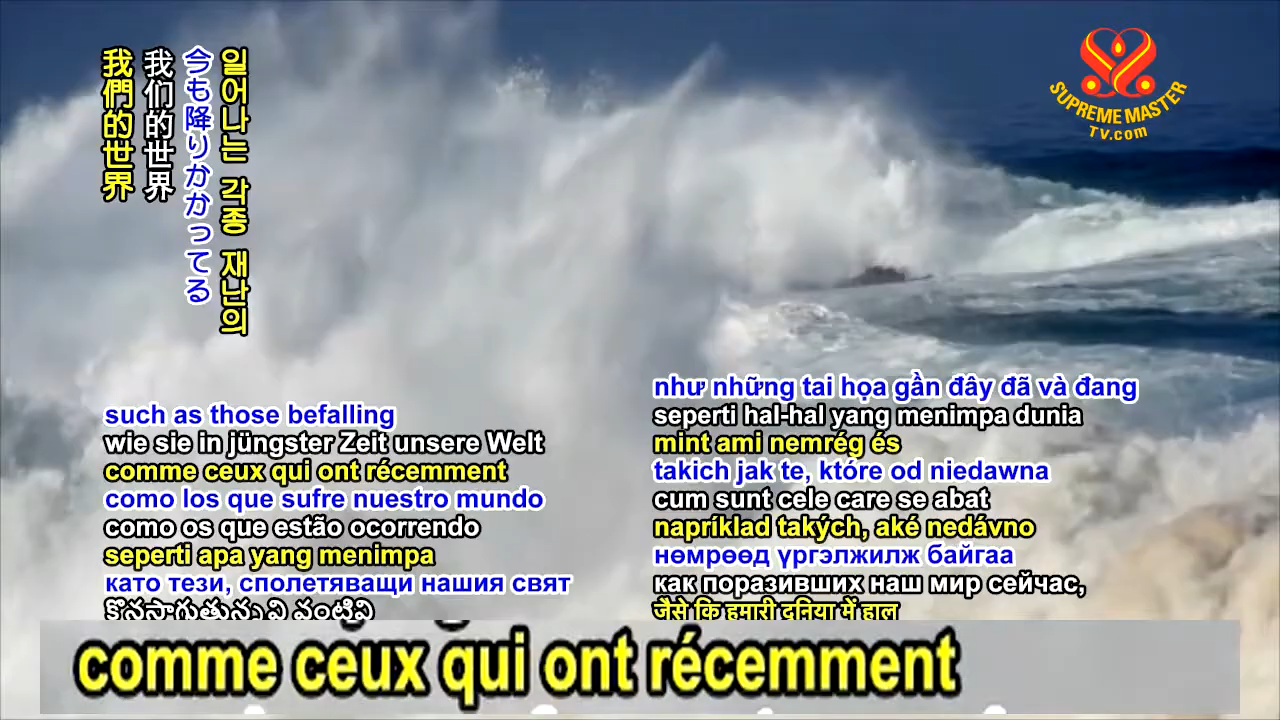 我們的世界
我们的世界
今も降りかかってる
일어나는 각종 재난의
SUPREME MASTER
TV.com
such as those befalling
wie sie in jüngster Zeit unsere Welt
comme ceux qui ont récemment
como los que sufre nuestro mundo
como os que estão ocorrendo
seperti apa yang menimpa
като тези, сполетяващи нашия свят
కొనసాగుతున్నవి వంటివి
như những tai họa gần đây đã và đang
seperti hal-hal yang menimpa dunia
mint ami nemrég és
takich jak te, które od niedawna
cum sunt cele care se abat
napríklad takých, aké nedávno
нөмрөөд үргэлжилж байгаа
как поразивших наш мир сейчас,
जैसे कि हमारी दुनिया में हाल
comme ceux qui ont récemment